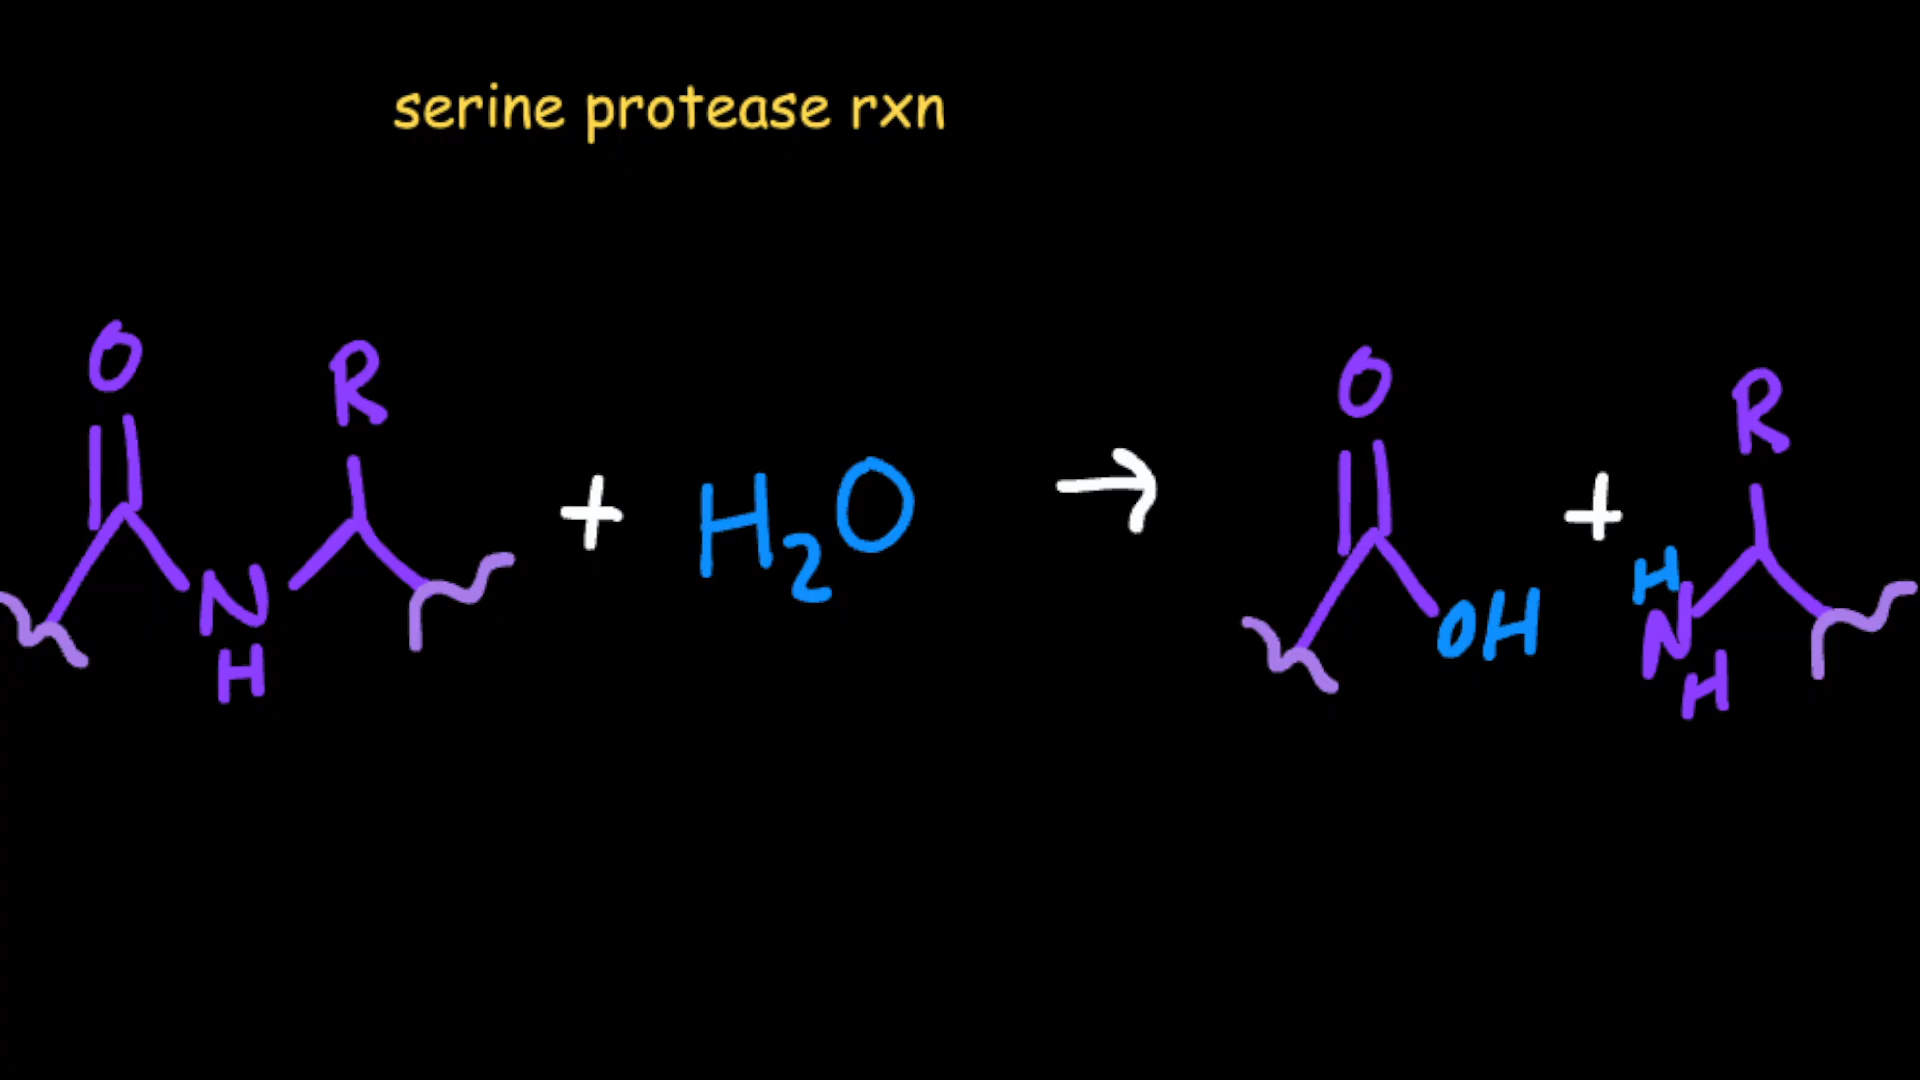 serine protease rxn
O R O R
N H + H₂O → OH + H N H